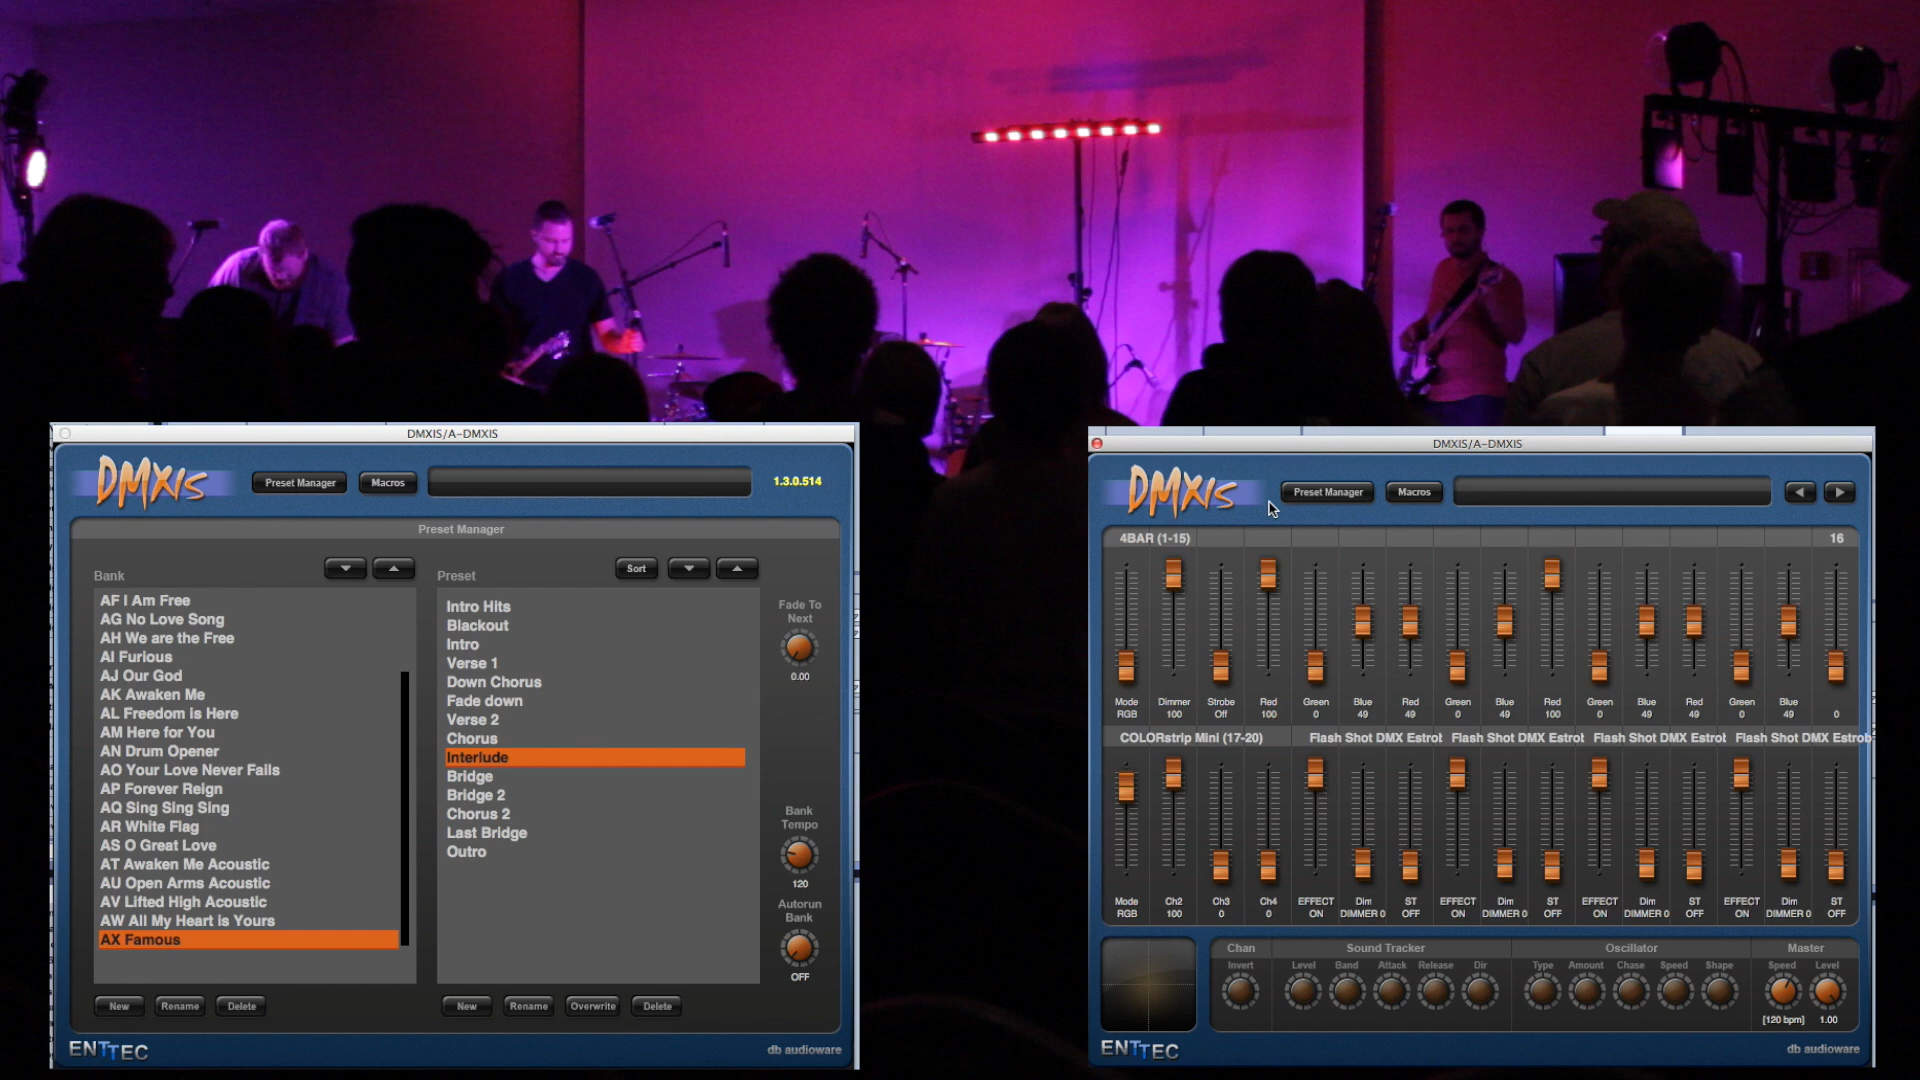 DMXIS/A-DMXIS
DMXIS
Preset Manager
Macros
1.3.0.514
Preset Manager
Bank
AF I Am Free
AG No Love Song
AH We are the Free
AI Furious
AJ Our God
AK Awaken Me
AL Freedom is Here
AM Here for You
AN Drum Opener
AO Your Love Never Fails
AP Forever Reign
AQ Sing Sing Sing
AR White Flag
AS O Great Love
AT Awaken Me Acoustic
AU Open Arms Acoustic
AV Lifted High Acoustic
AW All My Heart is Yours
AX Famous
New Rename Delete
Preset
Sort
Intro Hits
Blackout
Intro
Verse 1
Down Chorus
Fade down
Verse 2
Chorus
Interlude
Bridge
Bridge 2
Chorus 2
Last Bridge
Outro
New Rename Overwrite Delete
Fade To
Next
0.00
Bank
Tempo
120
Autorun
Bank
OFF
ENTTEC
db audioware
DMXIS/A-DMXIS
DMXIS
Preset Manager
Macros
4BAR (1-15) 16
Mode Dimmer Strobe Red Green Blue Red Green Blue Red Green Blue Red Green Blue
RGB 100 Off 100 0 49 49 0 49 100 0 49 49 0 49 0
COLORstrip Mini (17-20) Flash Shot DMX Estrob Flash Shot DMX Estrob Flash Shot DMX Estrob Flash Shot DMX Estrob
Mode Ch2 Ch3 Ch4 EFFECT Dim ST EFFECT Dim ST EFFECT Dim ST EFFECT Dim ST
RGB 100 0 0 ON DIMMER 0 OFF ON DIMMER 0 OFF ON DIMMER 0 OFF ON DIMMER 0 OFF
Chan Sound Tracker Oscillator Master
Invert Level Band Attack Release Dir Type Amount Chase Speed Shape Speed Level
[120 bpm] 1.00
ENTTEC
db audioware